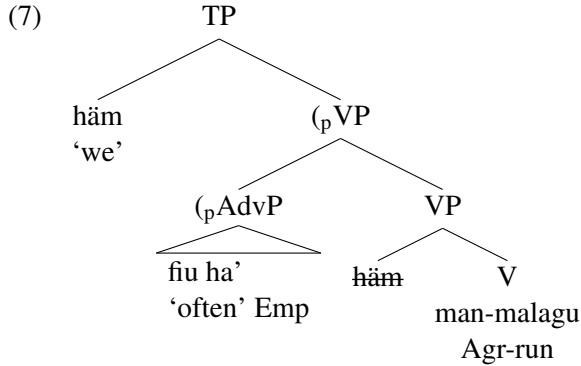 (7) TP
häm (ₚVP
‘we’
(ₚAdvP VP
fiu ha’ häm V
‘often’ Emp man-malagu
Agr-run